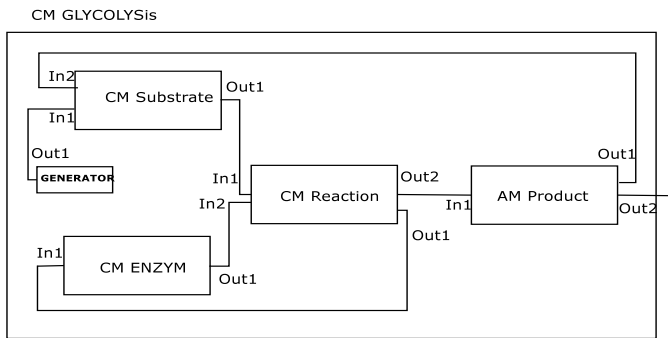 CM GLYCOLYSis
In2
CM Substrate
Out1
In1
Out1
GENERATOR
In1
In2
CM Reaction
Out2
Out1
In1
AM Product
Out1
Out2
In1
CM ENZYM
Out1